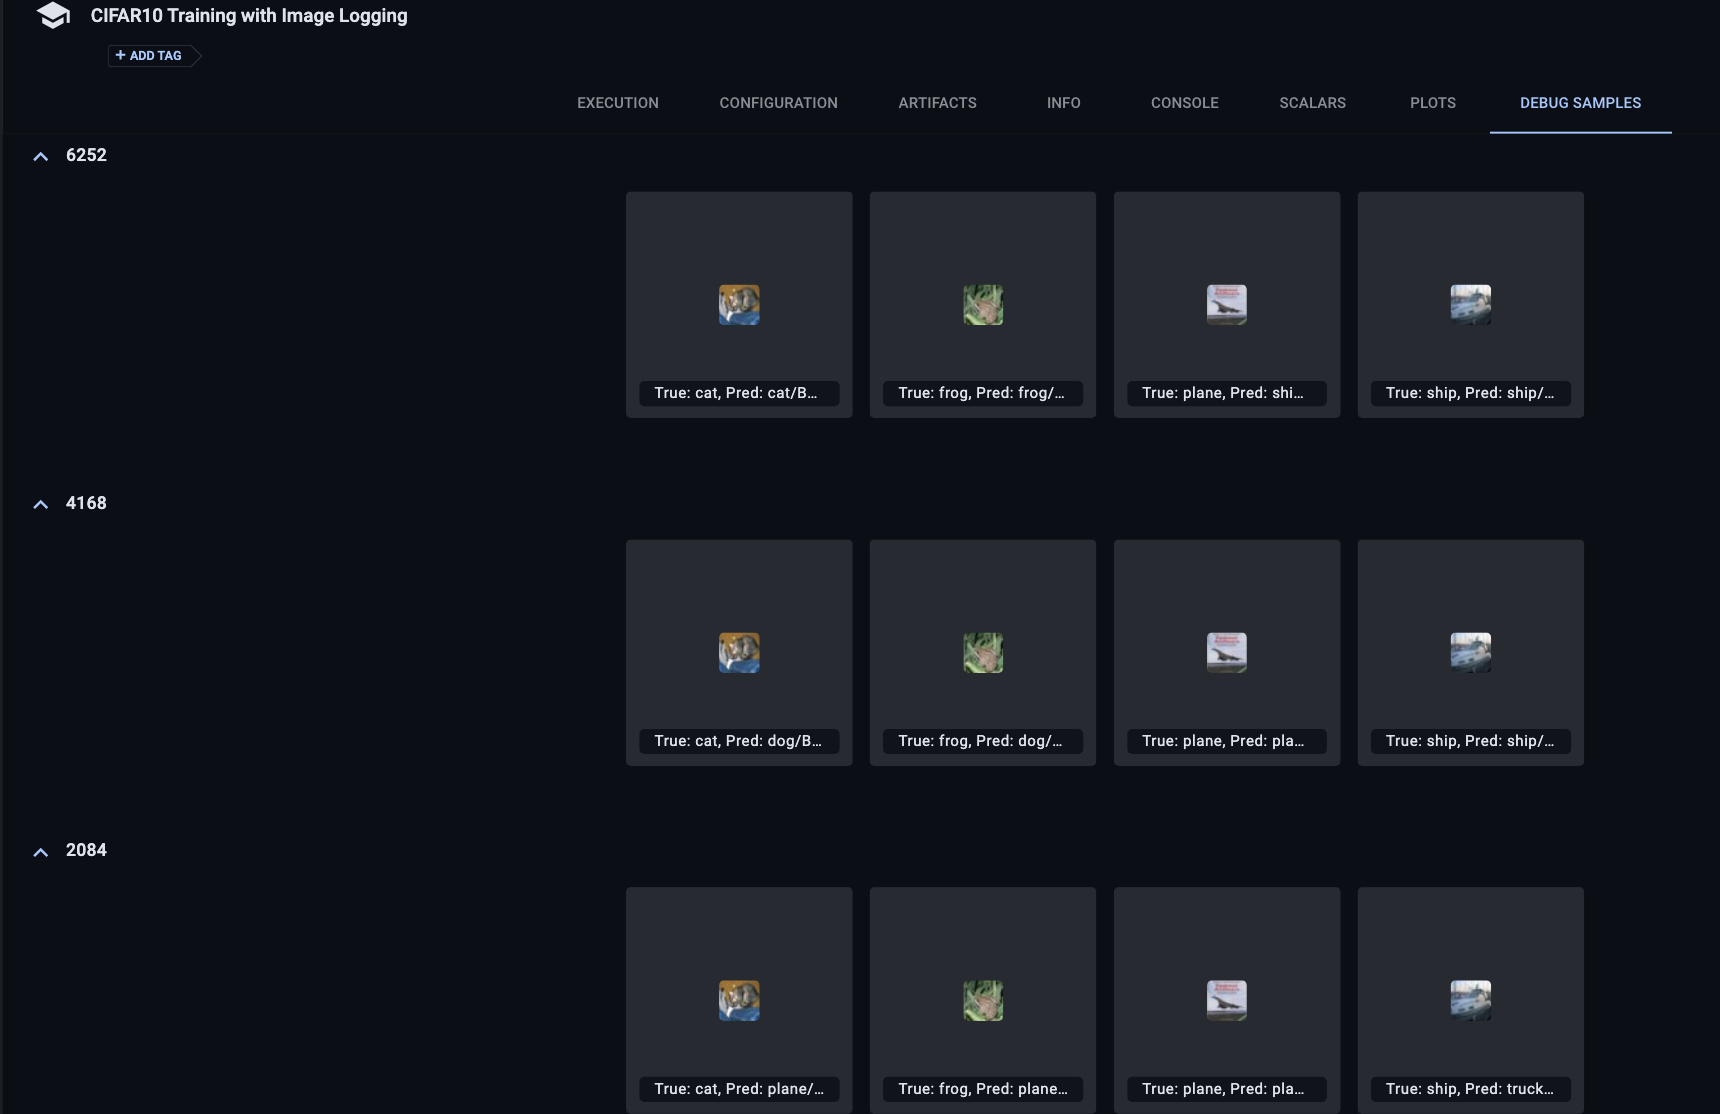 CIFAR10 Training with Image Logging
+ ADD TAG
EXECUTION CONFIGURATION ARTIFACTS INFO CONSOLE SCALARS PLOTS DEBUG SAMPLES
6252
True: cat, Pred: cat/B... True: frog, Pred: frog/... True: plane, Pred: shi... True: ship, Pred: ship/...
4168
True: cat, Pred: dog/B... True: frog, Pred: dog/... True: plane, Pred: pla... True: ship, Pred: ship/...
2084
True: cat, Pred: plane/... True: frog, Pred: plane... True: plane, Pred: pla... True: ship, Pred: truck...